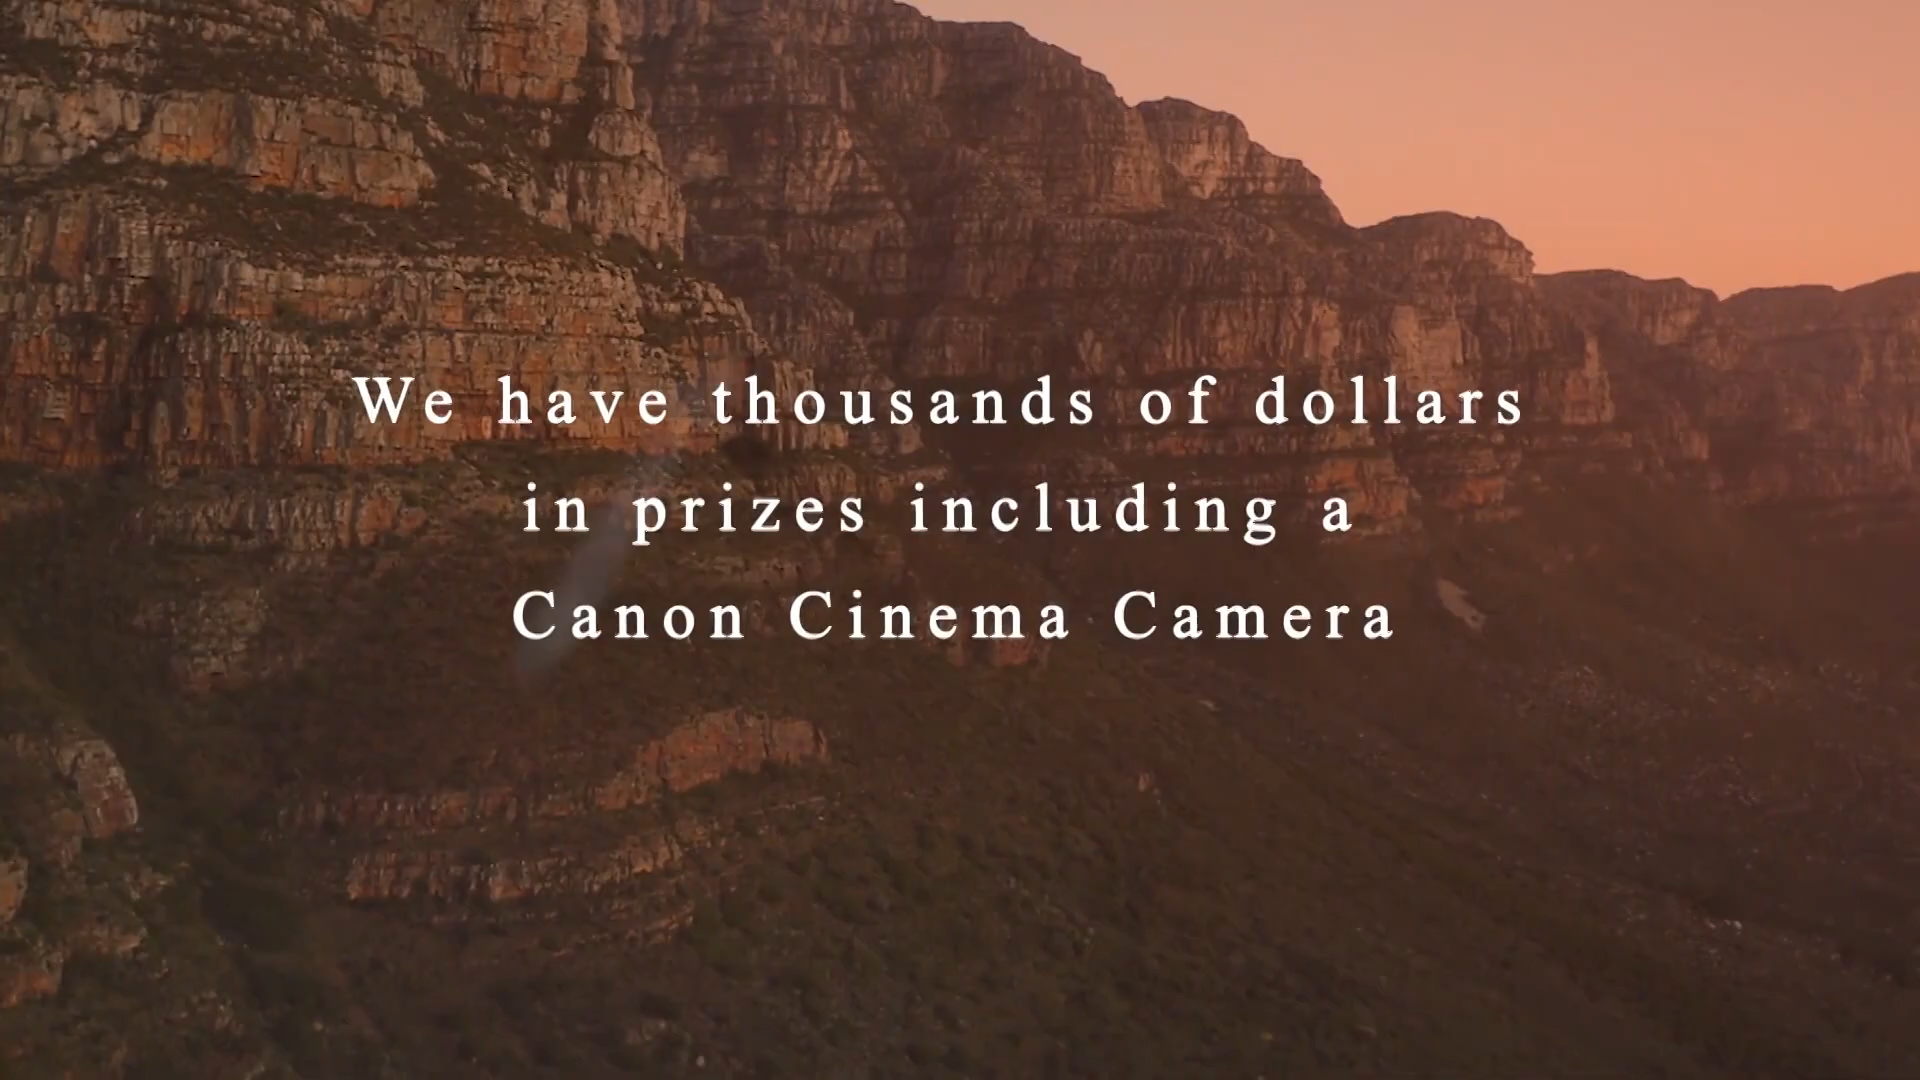 We have thousands of dollars
in prizes including a
Canon Cinema Camera